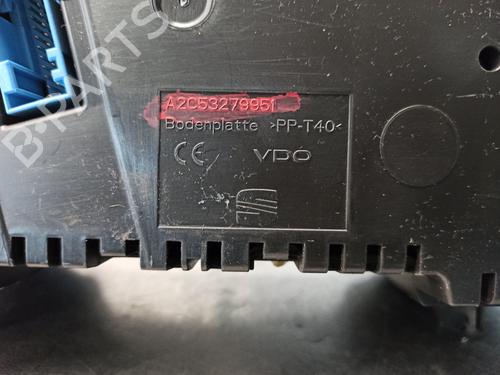 B-PARTS
A2C53279951
Bodenplatte >PP-T40<
CE
VDO